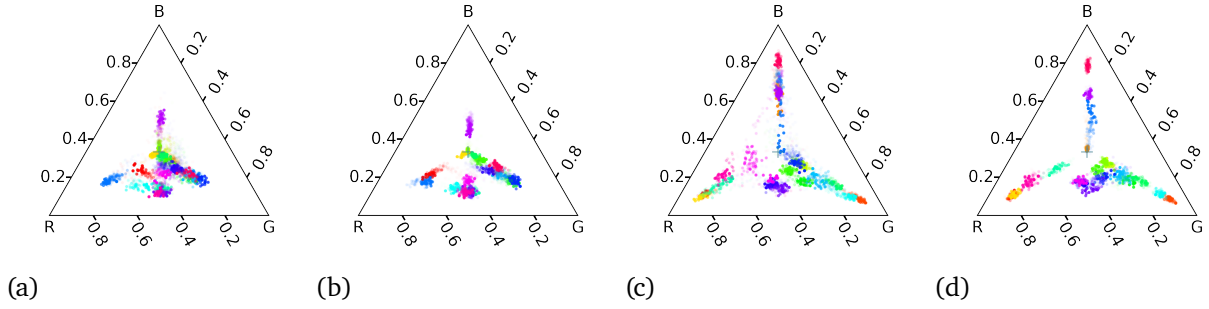 B B B B
0.8 0.2 0.8 0.2 0.8 0.2 0.8 0.2
0.6 0.4 0.6 0.4 0.6 0.4 0.6 0.4
0.4 0.6 0.4 0.6 0.4 0.6 0.4 0.6
0.2 0.8 0.2 0.8 0.2 0.8 0.2 0.8
R G R G R G R G
0.8 0.6 0.4 0.2 0.8 0.6 0.4 0.2 0.8 0.6 0.4 0.2 0.8 0.6 0.4 0.2
(a) (b) (c) (d)